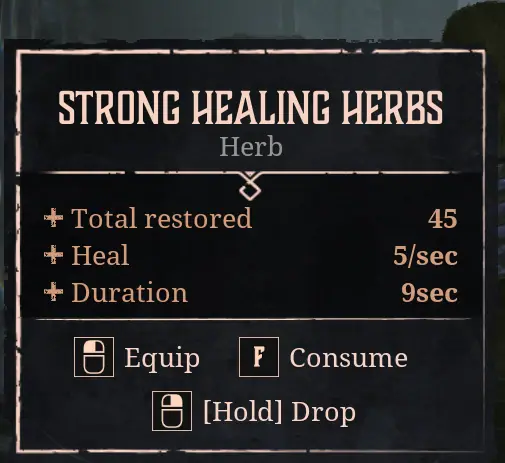 STRONG HEALING HERBS
Herb
Total restored 45
Heal 5/sec
Duration 9sec
Equip F Consume
[Hold] Drop